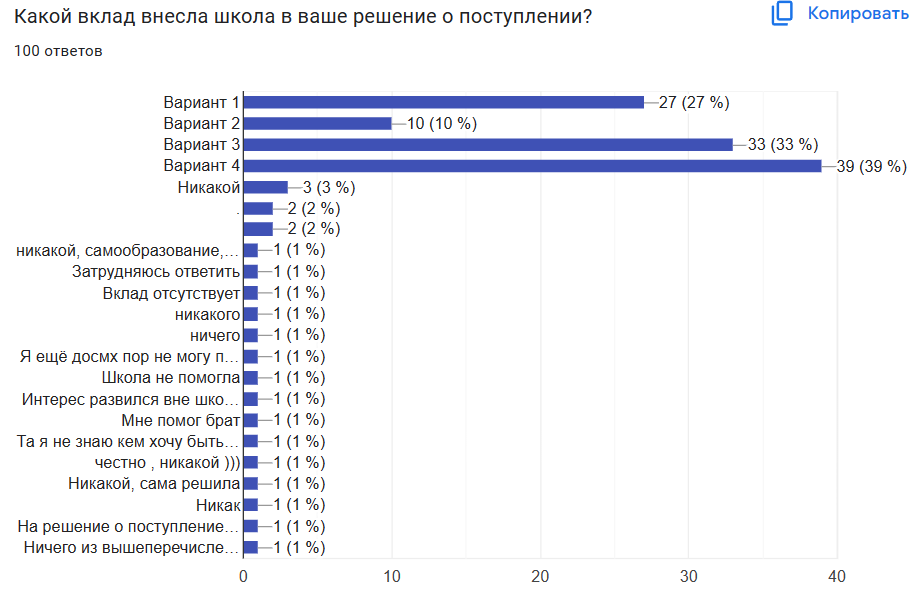 Какой вклад внесла школа в ваше решение о поступлении?
Копировать
100 ответов
Вариант 1 27 (27 %)
Вариант 2 10 (10 %)
Вариант 3 33 (33 %)
Вариант 4 39 (39 %)
Никакой 3 (3 %)
. 2 (2 %)
2 (2 %)
никакой, самообразование,… 1 (1 %)
Затрудняюсь ответить 1 (1 %)
Вклад отсутствует 1 (1 %)
никакого 1 (1 %)
ничего 1 (1 %)
Я ещё досмх пор не могу п… 1 (1 %)
Школа не помогла 1 (1 %)
Интерес развился вне шко… 1 (1 %)
Мне помог брат 1 (1 %)
Та я не знаю кем хочу быть… 1 (1 %)
честно , никакой ))) 1 (1 %)
Никакой, сама решила 1 (1 %)
Никак 1 (1 %)
На решение о поступление… 1 (1 %)
Ничего из вышеперечисле… 1 (1 %)
0 10 20 30 40